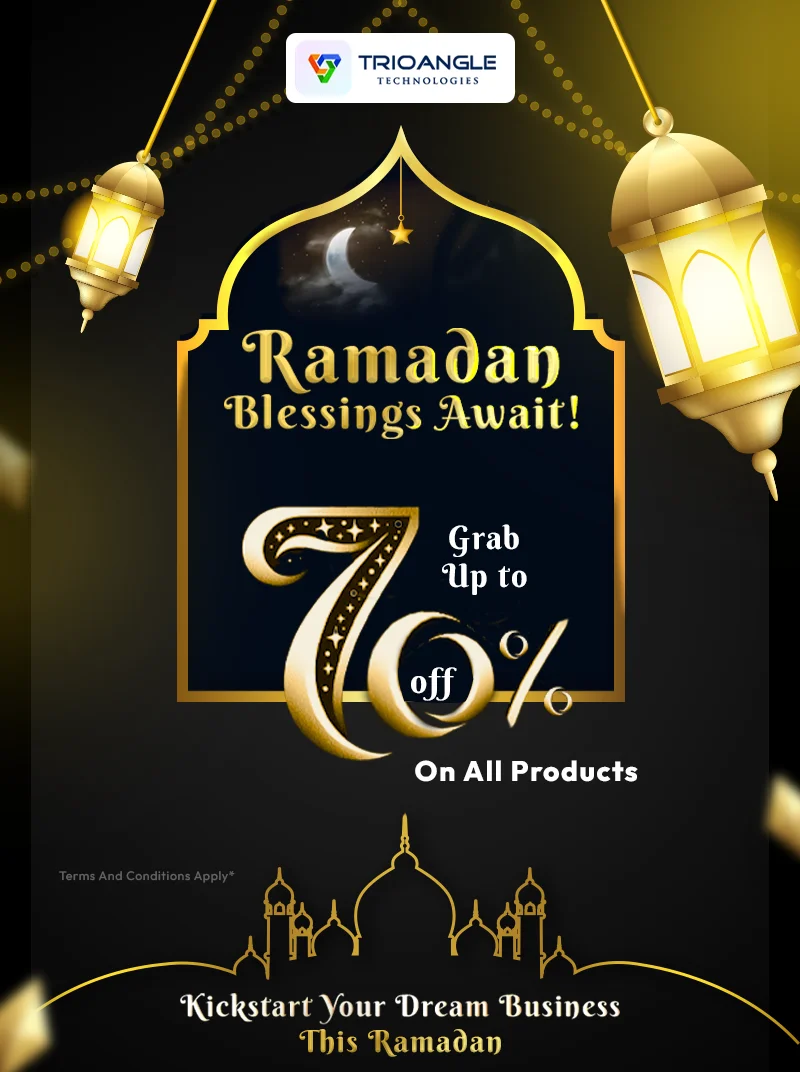 TRIOANGLE
TECHNOLOGIES
Ramadan
Blessings Await!
Grab
Up to
70%
off
On All Products
Terms And Conditions Apply*
Kickstart Your Dream Business
This Ramadan